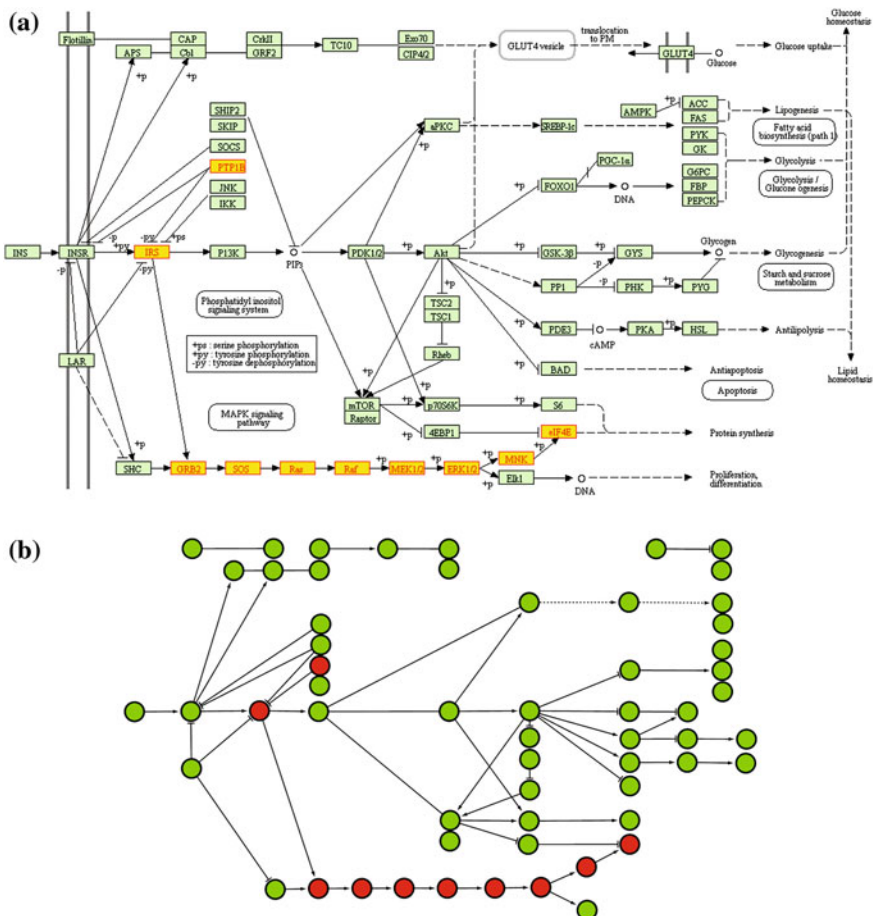 (a)
Flotillin
CAP
CrkII
Exo70
translocation
to PM
Glucose
homeostasis
APS
Cbl
GRF2
TC10
CIP4/2
GLUT4 vesicle
GLUT4
Glucose
Glucose uptake
+p
+p
SHIP2
SKIP
SOCS
PTP1B
JNK
IKK
aPKC
+p
SREBP-1c
AMPK
+p
ACC
FAS
Lipogenesis
PYK
GK
Fatty acid
biosynthesis (path 1)
PGC-1α
+p
FOXO1
DNA
G6PC
FBP
PEPCK
Glycolysis
Glycolysis /
Glucone ogenesis
-p
-py
+ps
INS
INSR
+py
IRS
P13K
PIP3
PDK1/2
+p
Akt
+p
GSK-3β
+p
GYS
Glycogen
Glycogenesis
-p
-py
-p
PP1
-p
PHK
+p
PYG
Starch and sucrose
metabolism
Phosphatidyl inositol
signaling system
+p
TSC2
TSC1
+p
PDE3
cAMP
PKA
+p
HSL
Antilipolysis
+ps : serine phosphorylation
+py : tyrosine phosphorylation
-py : tyrosine dephosphorylation
LAR
Rheb
+p
+p
BAD
Antiapoptosis
Apoptosis
Lipid
homeostasis
+p
mTOR
Raptor
+p
p70S6K
S6
MAPK signaling
pathway
+p
4EBP1
eIF4E
Protein synthesis
+p
+p
+p
SHC
GRB2
SOS
Ras
Raf
+p
MEK1/2
+p
ERK1/2
MNK
+p
Elk1
DNA
Proliferation,
differentiation
(b)